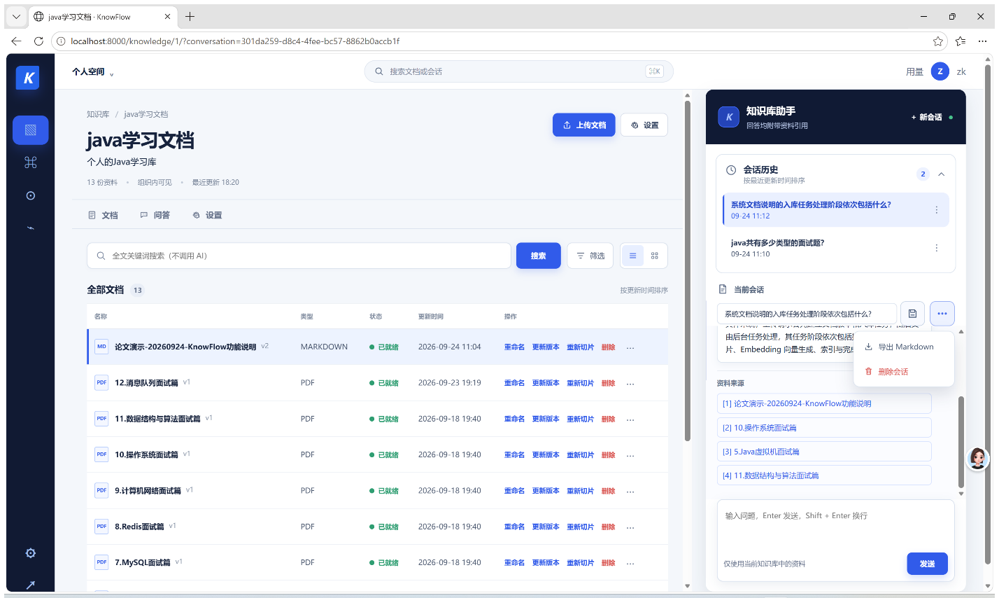 java学习文档 · KnowFlow
localhost:8000/knowledge/1/?conversation=301da259-d8c4-4fee-bc57-8862b0accb1f
K
个人空间
搜索文档或会话
⌘K
用量
Z
zk
知识库 / java学习文档
java学习文档
个人的Java学习库
13 份资料 • 组织内可见 • 最近更新 18:20
上传文档
设置
文档
问答
设置
全文关键词搜索（不调用 AI）
搜索
筛选
全部文档 13
按更新时间排序
名称 类型 状态 更新时间 操作
MD 论文演示-20260924-KnowFlow功能说明 v2 MARKDOWN 已就绪 2026-09-24 11:04 重命名 更新版本 重新切片 删除 ...
PDF 12.消息队列面试篇 v1 PDF 已就绪 2026-09-23 19:19 重命名 更新版本 重新切片 删除 ...
PDF 11.数据结构与算法面试篇 v1 PDF 已就绪 2026-09-18 19:40 重命名 更新版本 重新切片 删除 ...
PDF 10.操作系统面试篇 v1 PDF 已就绪 2026-09-18 19:40 重命名 更新版本 重新切片 删除 ...
PDF 9.计算机网络面试篇 v1 PDF 已就绪 2026-09-18 19:40 重命名 更新版本 重新切片 删除 ...
PDF 8.Redis面试篇 v1 PDF 已就绪 2026-09-18 19:40 重命名 更新版本 重新切片 删除 ...
PDF 7.MySQL面试篇 v1 PDF 已就绪 2026-09-18 19:40 重命名 更新版本 重新切片 删除 ...
K
知识库助手
回答均附带资料引用
+ 新会话
会话历史
按最近更新时间排序
2
系统文档说明的入库任务处理阶段依次包括什么?
09-24 11:12
java共有多少类型的面试题?
09-24 11:10
当前会话
系统文档说明的入库任务处理阶段依次包括什么?
由后台任务处理，其任务阶段依次包括
片、Embedding 向量生成、索引与完
导出 Markdown
删除会话
资料来源
[1] 论文演示-20260924-KnowFlow功能说明
[2] 10.操作系统面试篇
[3] 5.Java虚拟机面试篇
[4] 11.数据结构与算法面试篇
输入问题，Enter 发送，Shift + Enter 换行
仅使用当前知识库中的资料
发送